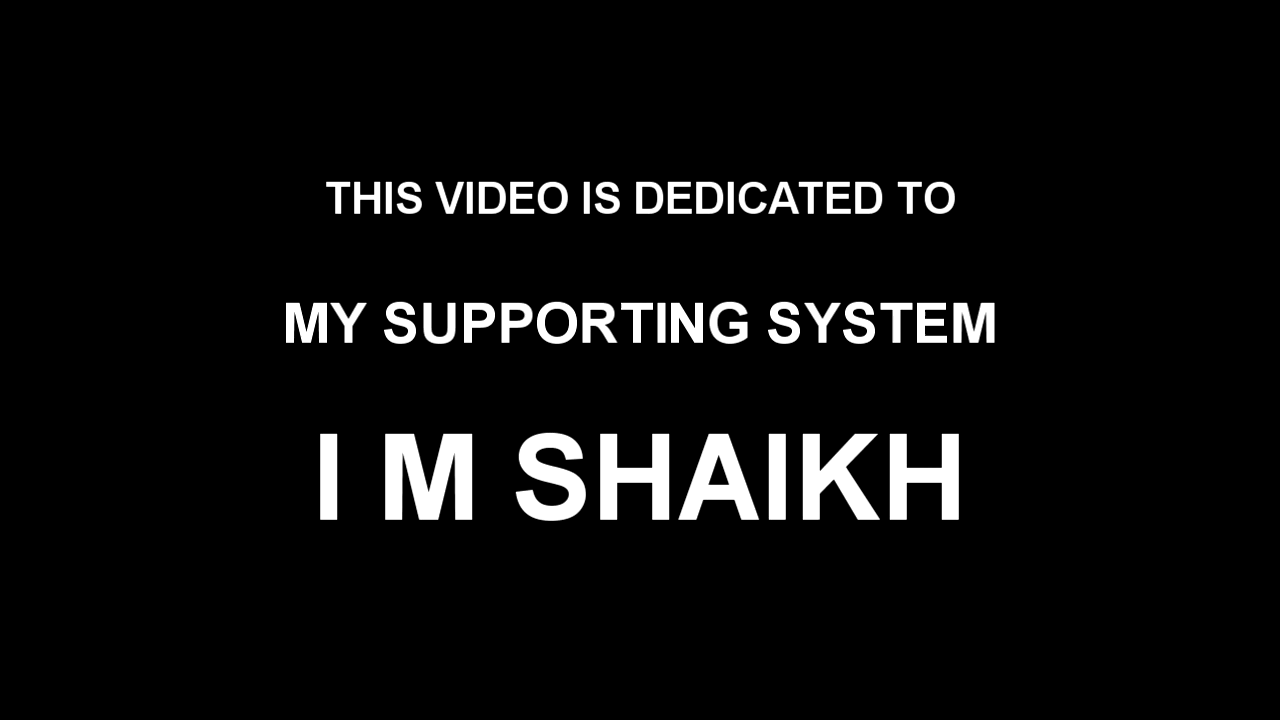 THIS VIDEO IS DEDICATED TO
MY SUPPORTING SYSTEM
I M SHAIKH